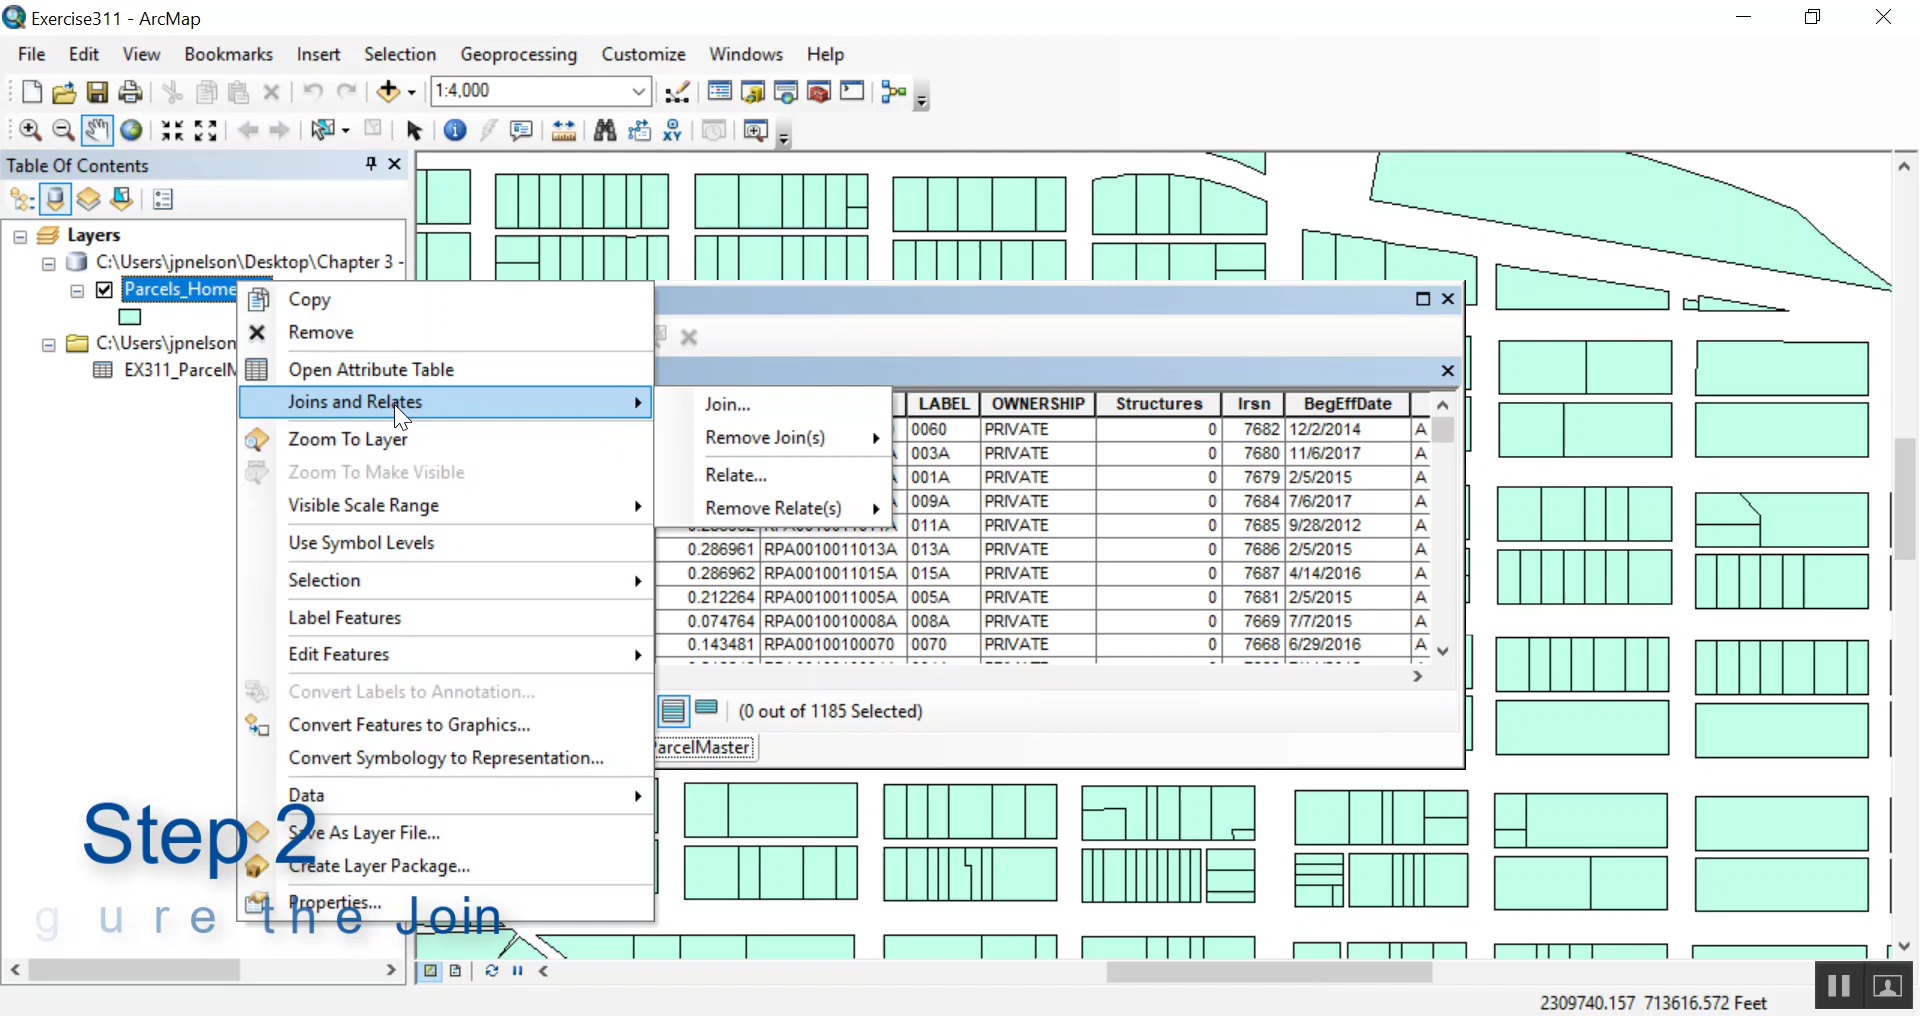 Exercise311 - ArcMap
File Edit View Bookmarks Insert Selection Geoprocessing Customize Windows Help
1:4,000
Table Of Contents
Layers
C:\Users\jpnelson\Desktop\Chapter 3 -
Parcels_Home
C:\Users\jpnelson
EX311_ParcelM
Copy
Remove
Open Attribute Table
Joins and Relates
Zoom To Layer
Zoom To Make Visible
Visible Scale Range
Use Symbol Levels
Selection
Label Features
Edit Features
Convert Labels to Annotation...
Convert Features to Graphics...
Convert Symbology to Representation...
Data
Save As Layer File...
Create Layer Package...
Properties...
Join...
Remove Join(s)
Relate...
Remove Relate(s)
LABEL OWNERSHIP Structures lrsn BegEffDate
0060 PRIVATE 0 7682 12/2/2014 A
003A PRIVATE 0 7680 11/6/2017 A
001A PRIVATE 0 7679 2/5/2015 A
009A PRIVATE 0 7684 7/6/2017 A
011A PRIVATE 0 7685 9/28/2012 A
0.286961 RPA0010011013A 013A PRIVATE 0 7686 2/5/2015 A
0.286962 RPA0010011015A 015A PRIVATE 0 7687 4/14/2016 A
0.212264 RPA0010011005A 005A PRIVATE 0 7681 2/5/2015 A
0.074764 RPA0010010008A 008A PRIVATE 0 7669 7/7/2015 A
0.143481 RPA00100100070 0070 PRIVATE 0 7668 6/29/2016 A
(0 out of 1185 Selected)
ParcelMaster
Step 2
g u r e the Join
2309740.157 713616.572 Feet